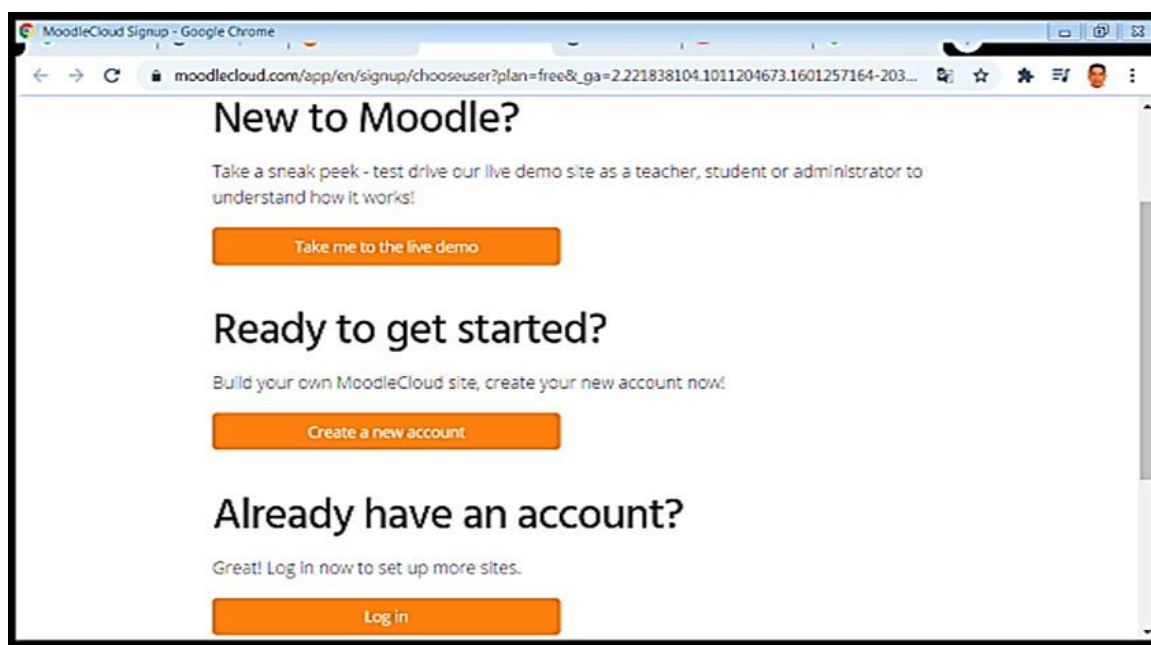 MoodleCloud Signup - Google Chrome
moodlecloud.com/app/en/signup/chooseuser?plan=free&_ga=2.221838104.1011204673.1601257164-203...
New to Moodle?
Take a sneak peek - test drive our live demo site as a teacher, student or administrator to
understand how it works!
Take me to the live demo
Ready to get started?
Build your own MoodleCloud site, create your new account now!
Create a new account
Already have an account?
Great! Log in now to set up more sites.
Log in